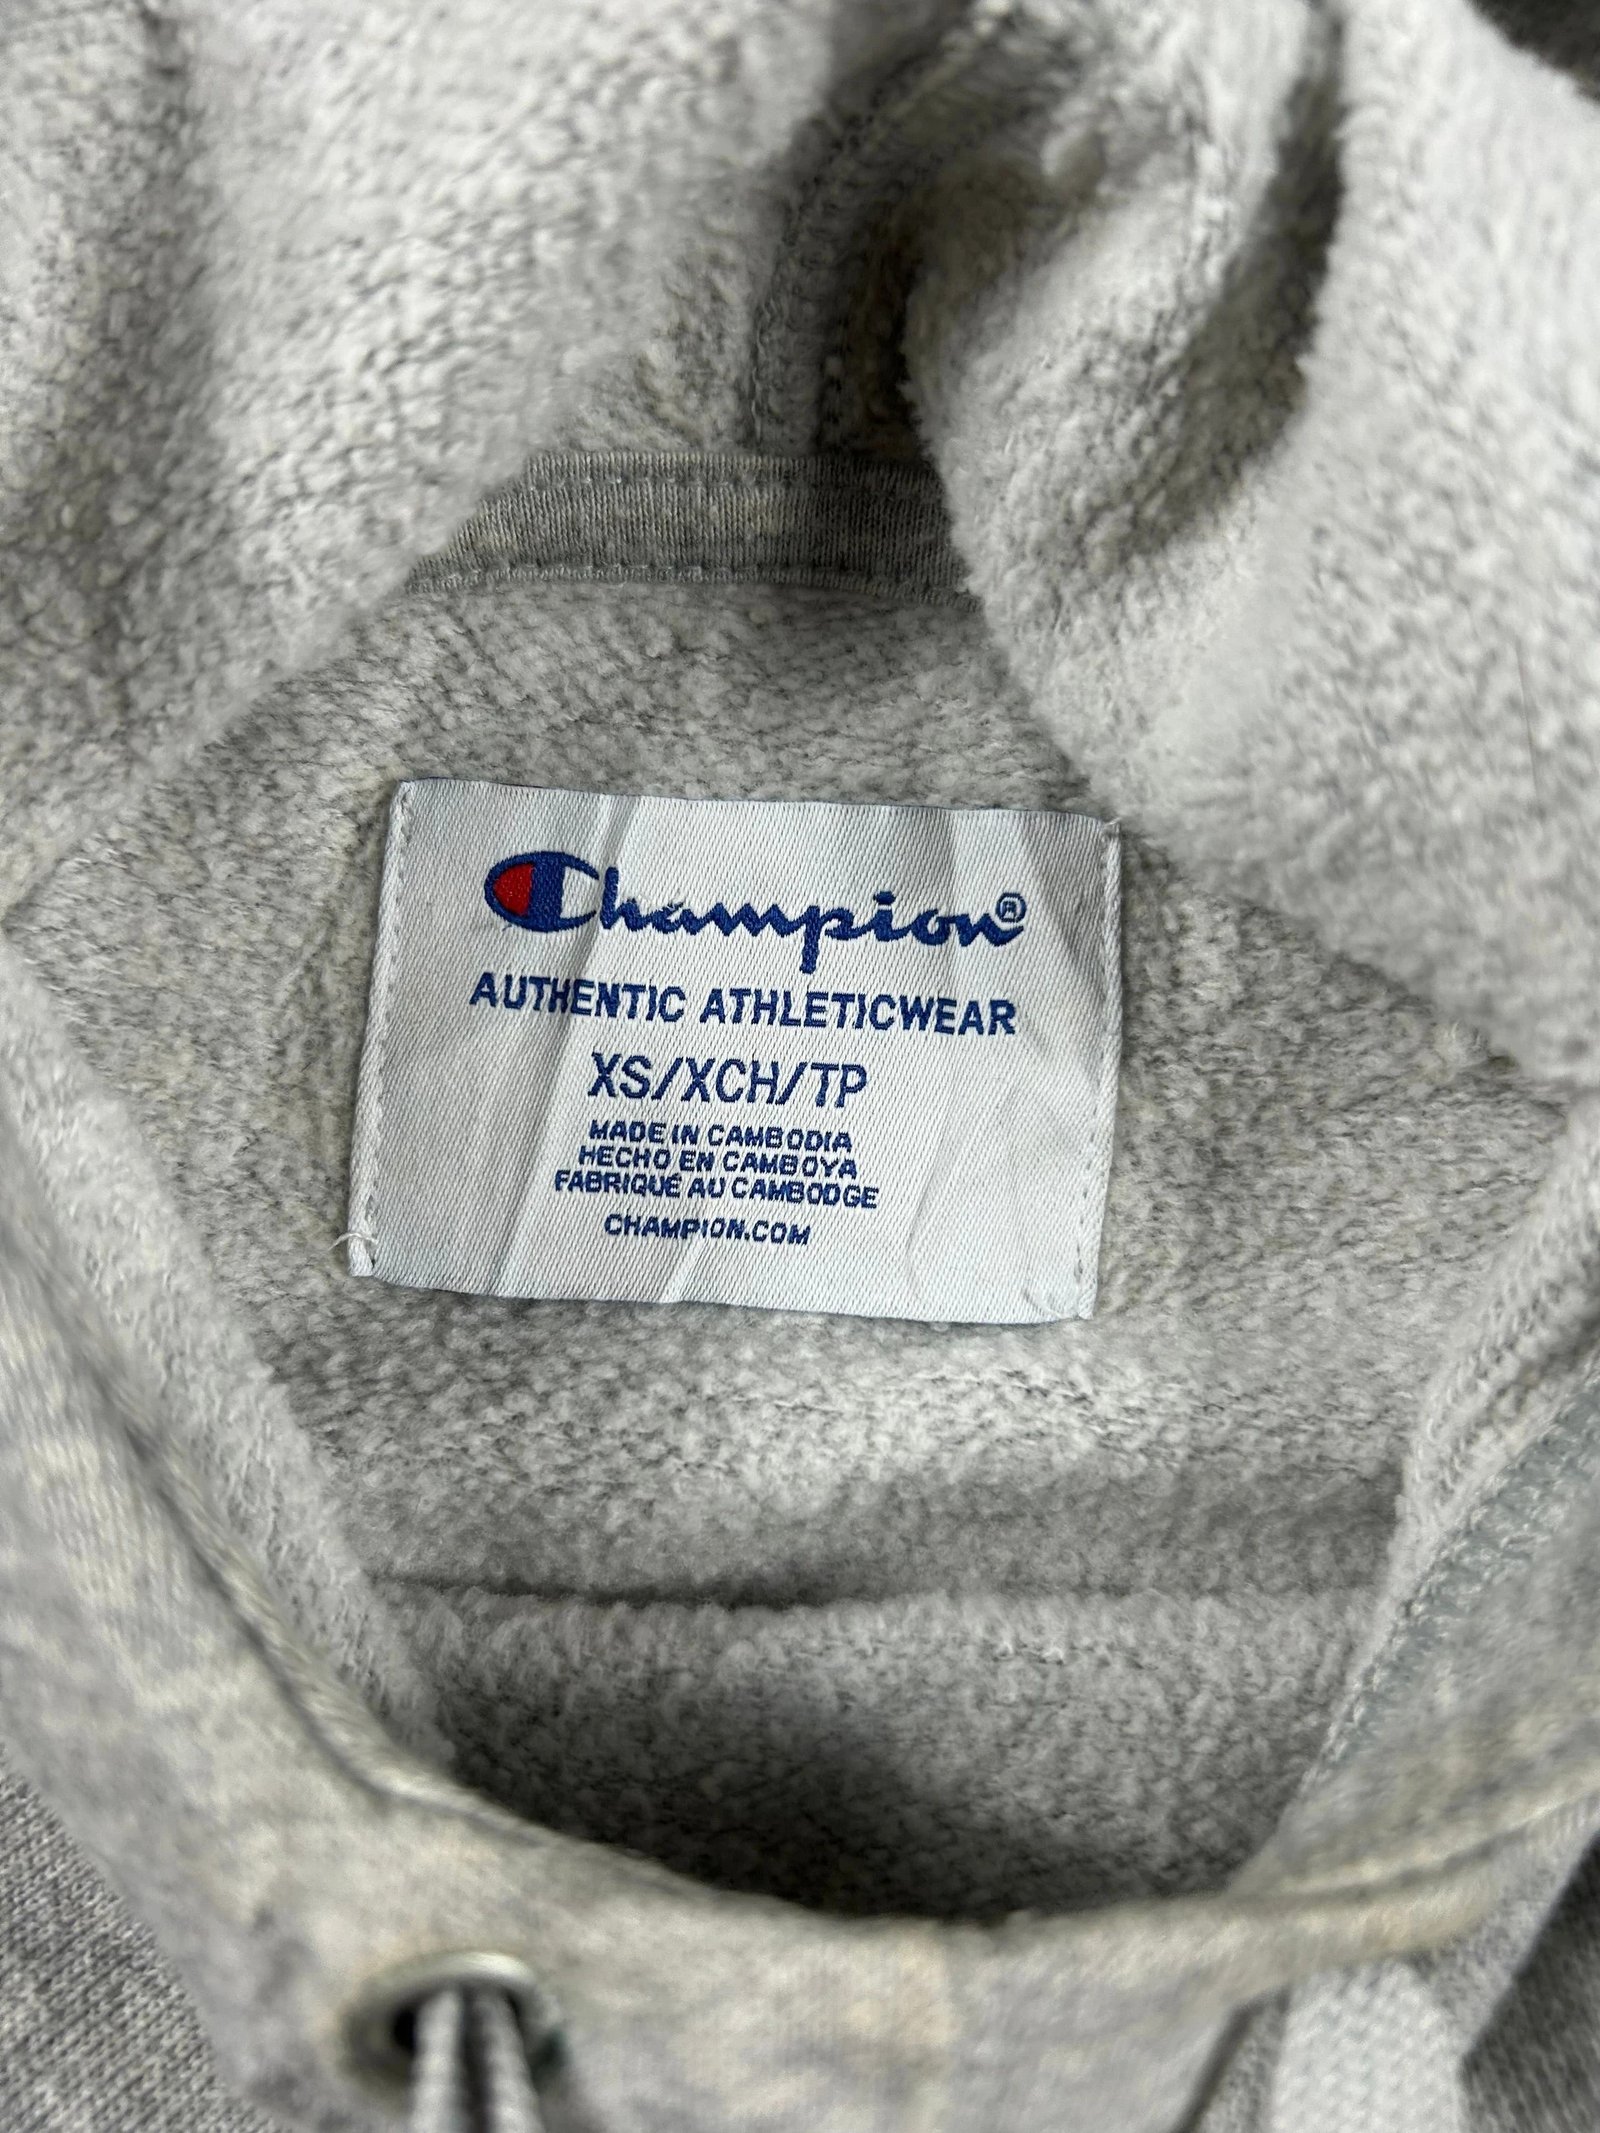 Champion®
AUTHENTIC ATHLETICWEAR
XS/XCH/TP
MADE IN CAMBODIA
HECHO EN CAMBOYA
FABRIQUÉ AU CAMBODGE
CHAMPION.COM